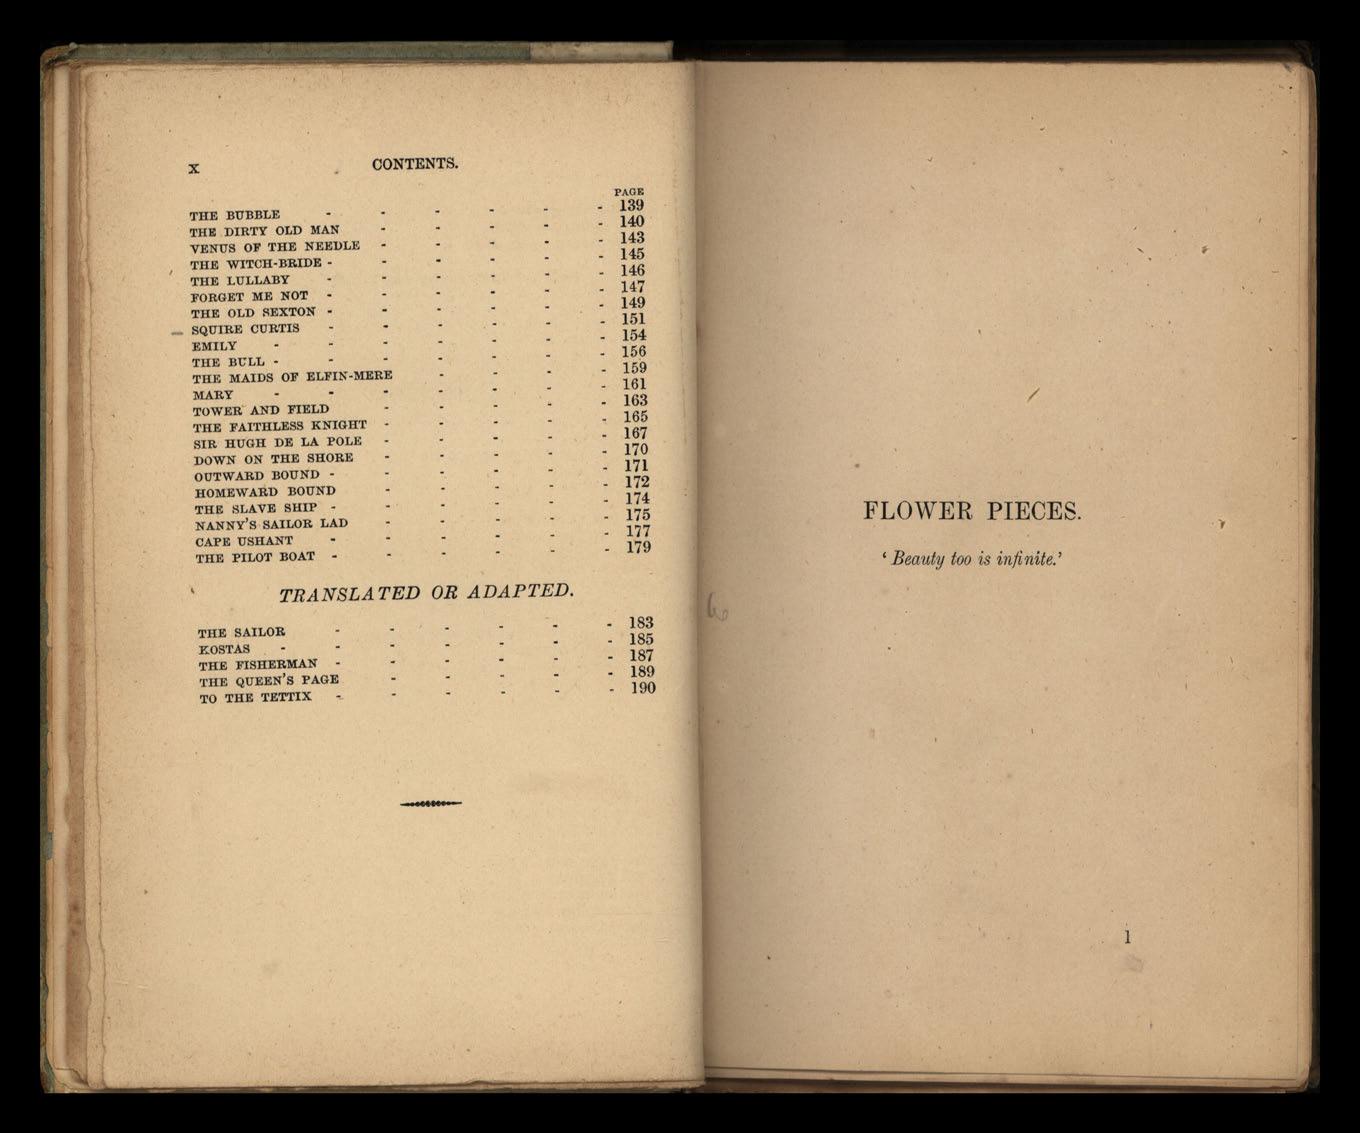 x CONTENTS.
PAGE
THE BUBBLE - - - - - - 139
THE DIRTY OLD MAN - - - - - 140
VENUS OF THE NEEDLE - - - - - 143
THE WITCH-BRIDE - - - - - - 145
THE LULLABY - - - - - - 146
FORGET ME NOT - - - - - - 147
THE OLD SEXTON - - - - - - 149
SQUIRE CURTIS - - - - - - 151
EMILY - - - - - - - 154
THE BULL - - - - - - - 156
THE MAIDS OF ELFIN-MERE - - - - 159
MARY - - - - - - - 161
TOWER AND FIELD - - - - - 163
THE FAITHLESS KNIGHT - - - - - 165
SIR HUGH DE LA POLE - - - - - 167
DOWN ON THE SHORE - - - - - 170
OUTWARD BOUND - - - - - - 171
HOMEWARD BOUND - - - - - 172
THE SLAVE SHIP - - - - - - 174
NANNY'S SAILOR LAD - - - - - 175
CAPE USHANT - - - - - - 177
THE PILOT BOAT - - - - - - 179
TRANSLATED OR ADAPTED.
THE SAILOR - - - - - - 183
KOSTAS - - - - - - - 185
THE FISHERMAN - - - - - - 187
THE QUEEN'S PAGE - - - - - 189
TO THE TETTIX - - - - - - 190
FLOWER PIECES.
‘Beauty too is infinite.’
1